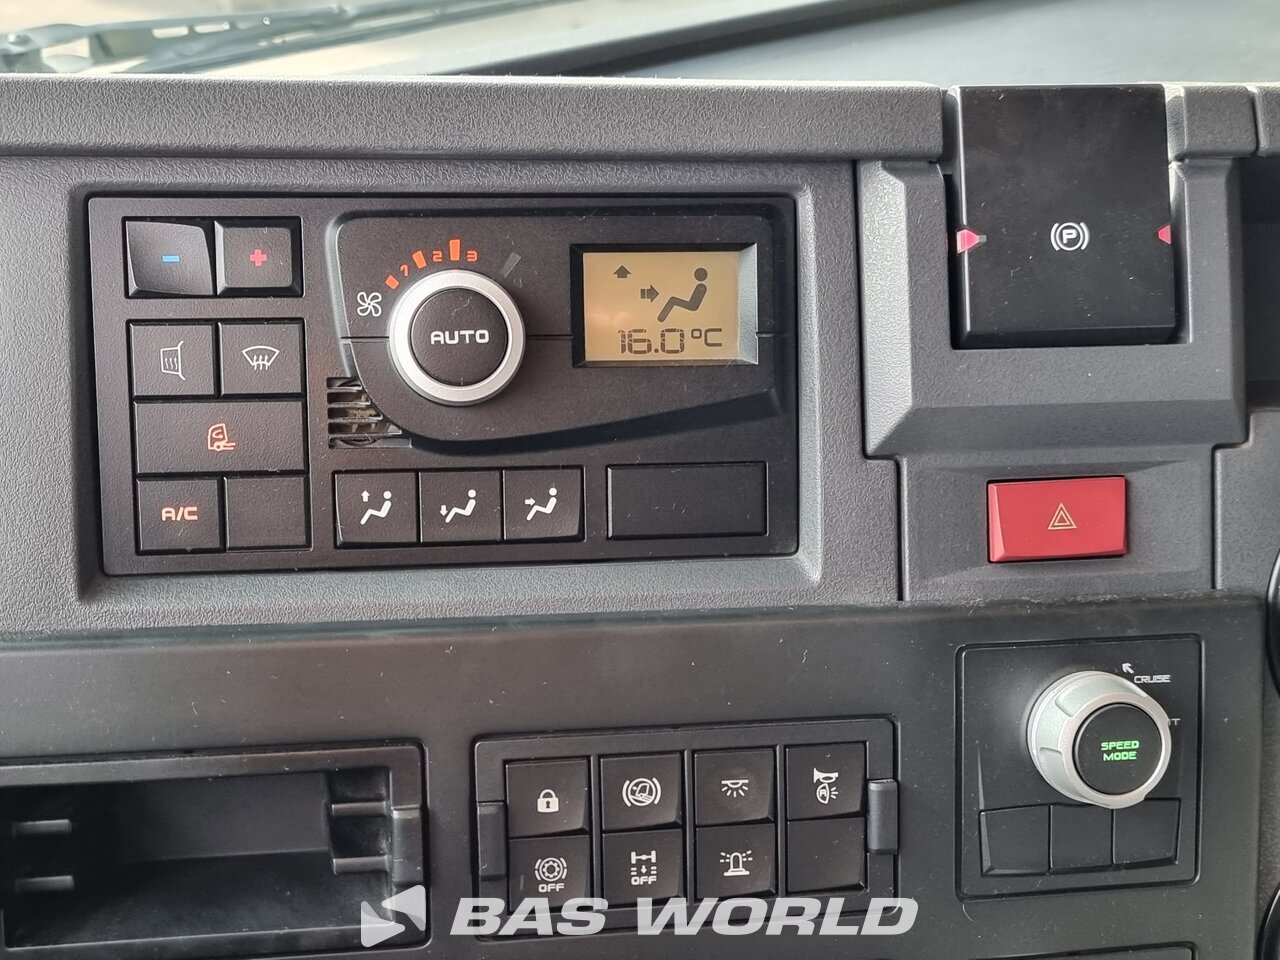 - +
1 2 3
AUTO
16.0°C
P
A/C
CRUISE
SPEED
MODE
A
OFF
OFF
BAS WORLD